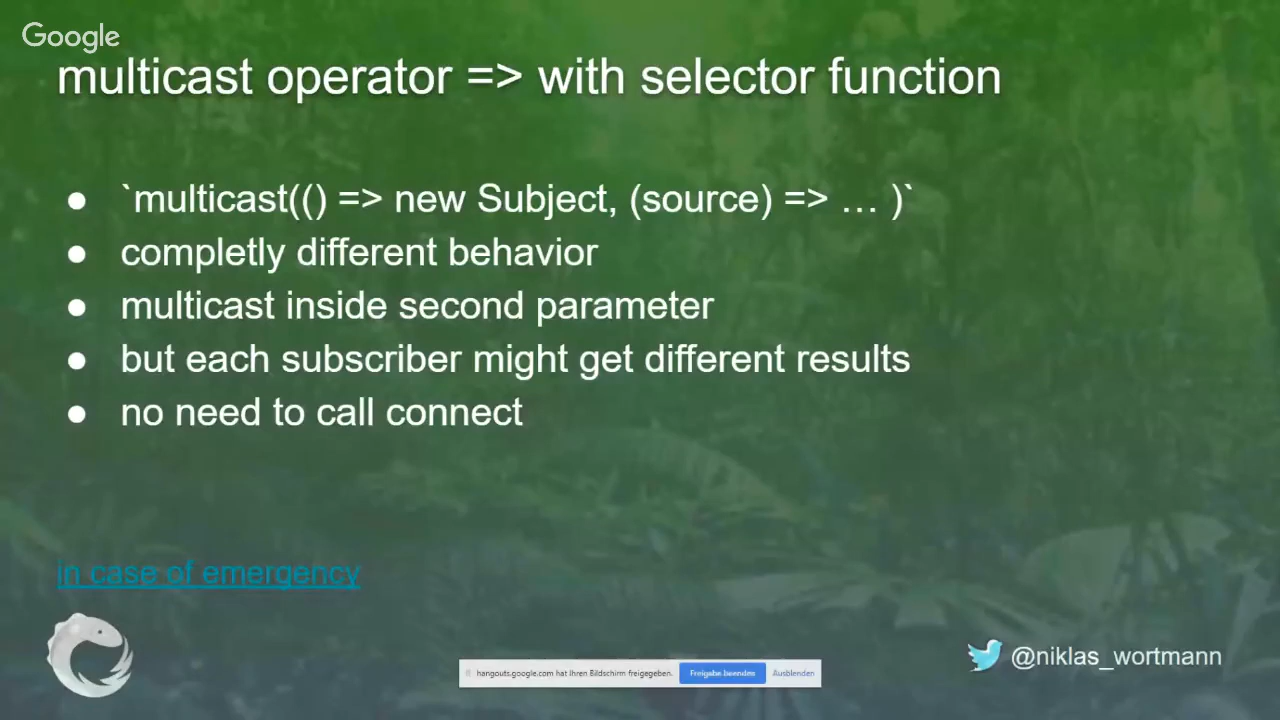 Google
multicast operator => with selector function
● `multicast(() => new Subject, (source) => … )`
● completly different behavior
● multicast inside second parameter
● but each subscriber might get different results
● no need to call connect
in case of emergency
@niklas_wortmann
hangouts.google.com hat Ihren Bildschirm freigegeben. Freigabe beenden Ausblenden